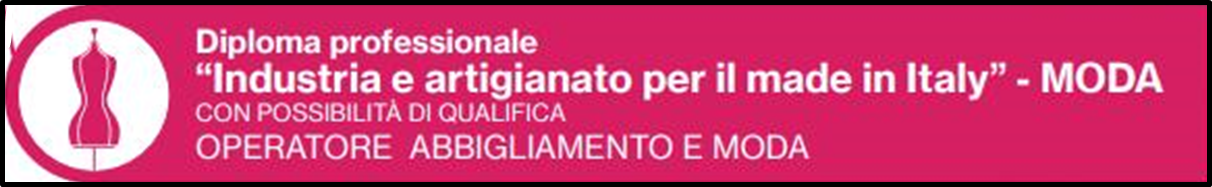 Diploma professionale
“Industria e artigianato per il made in Italy” - MODA
CON POSSIBILITÀ DI QUALIFICA
OPERATORE ABBIGLIAMENTO E MODA